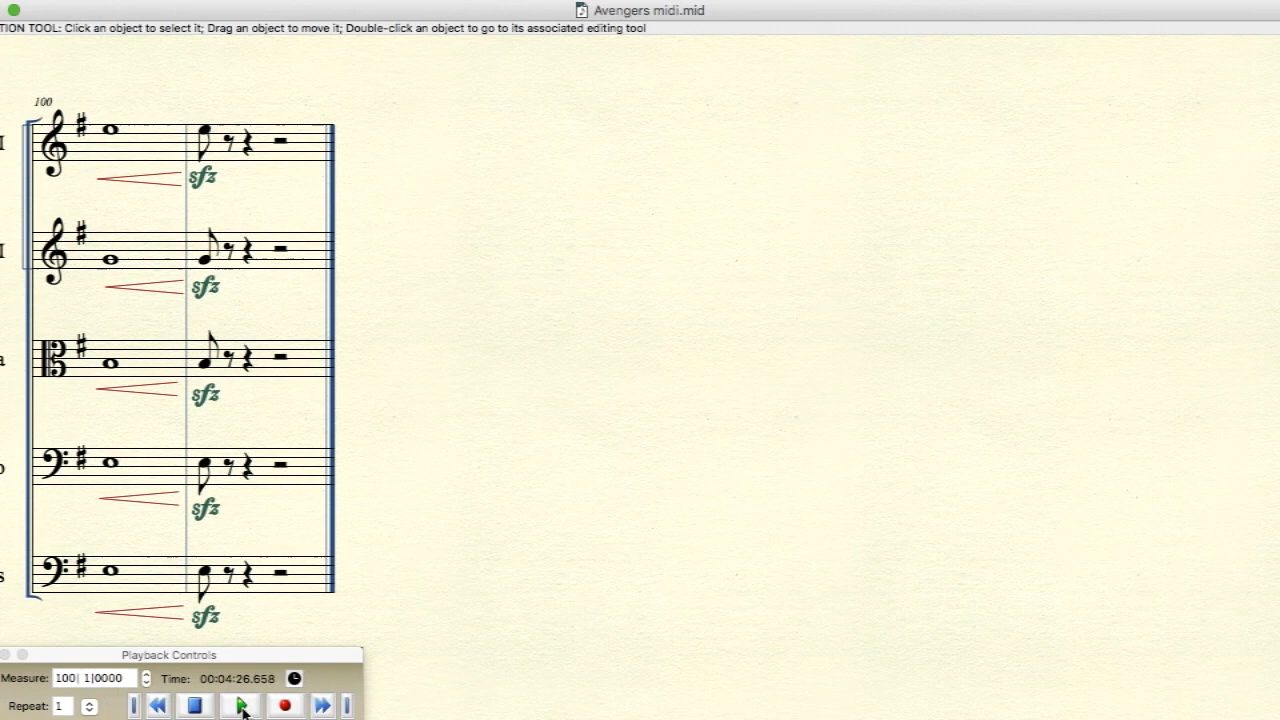 Avengers midi.mid
TION TOOL: Click an object to select it; Drag an object to move it; Double-click an object to go to its associated editing tool
100
sfz
sfz
sfz
sfz
sfz
Playback Controls
Measure: 100| 1|0000 Time: 00:04:26.658
Repeat: 1